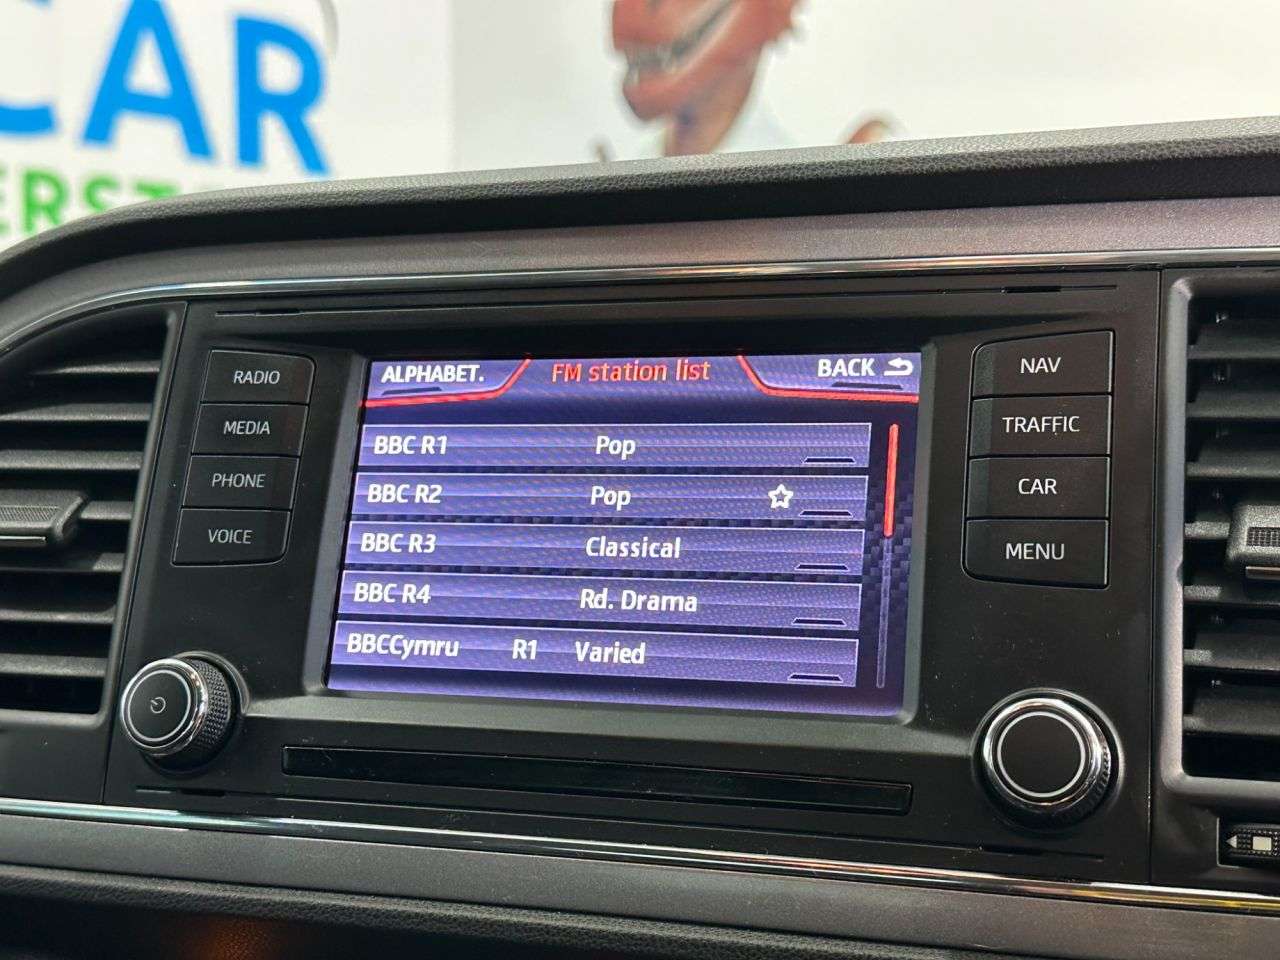 CAR
ERST
ALPHABET. FM station list BACK
BBC R1 Pop
BBC R2 Pop
BBC R3 Classical
BBC R4 Rd. Drama
BBCCymru R1 Varied
RADIO
MEDIA
PHONE
VOICE
NAV
TRAFFIC
CAR
MENU